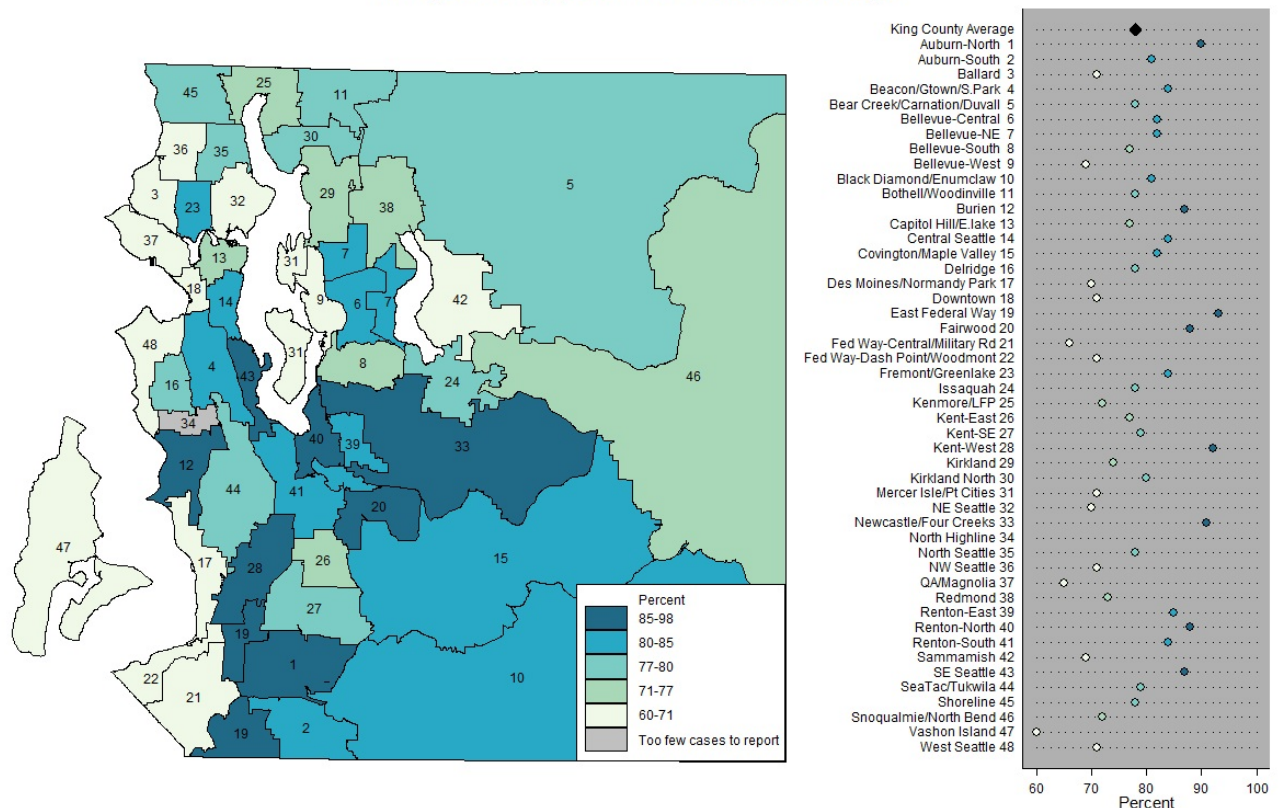 45
25
11
30
36
35
5
3
23
32
29
38
37
13
7
31
18
14
9
6
7
42
48
4
31
16
43
8
24
46
34
40
39
33
12
44
41
20
47
17
28
26
15
27
19
1
22
21
10
19
2
Percent
85-98
80-85
77-80
71-77
60-71
Too few cases to report
King County Average
Auburn-North 1
Auburn-South 2
Ballard 3
Beacon/Gtown/S.Park 4
Bear Creek/Carnation/Duvall 5
Bellevue-Central 6
Bellevue-NE 7
Bellevue-South 8
Bellevue-West 9
Black Diamond/Enumclaw 10
Bothell/Woodinville 11
Burien 12
Capitol Hill/E.lake 13
Central Seattle 14
Covington/Maple Valley 15
Delridge 16
Des Moines/Normandy Park 17
Downtown 18
East Federal Way 19
Fairwood 20
Fed Way-Central/Military Rd 21
Fed Way-Dash Point/Woodmont 22
Fremont/Greenlake 23
Issaquah 24
Kenmore/LFP 25
Kent-East 26
Kent-SE 27
Kent-West 28
Kirkland 29
Kirkland North 30
Mercer Isle/Pt Cities 31
NE Seattle 32
Newcastle/Four Creeks 33
North Highline 34
North Seattle 35
NW Seattle 36
QA/Magnolia 37
Redmond 38
Renton-East 39
Renton-North 40
Renton-South 41
Sammamish 42
SE Seattle 43
SeaTac/Tukwila 44
Shoreline 45
Snoqualmie/North Bend 46
Vashon Island 47
West Seattle 48
60 70 80 90 100
Percent